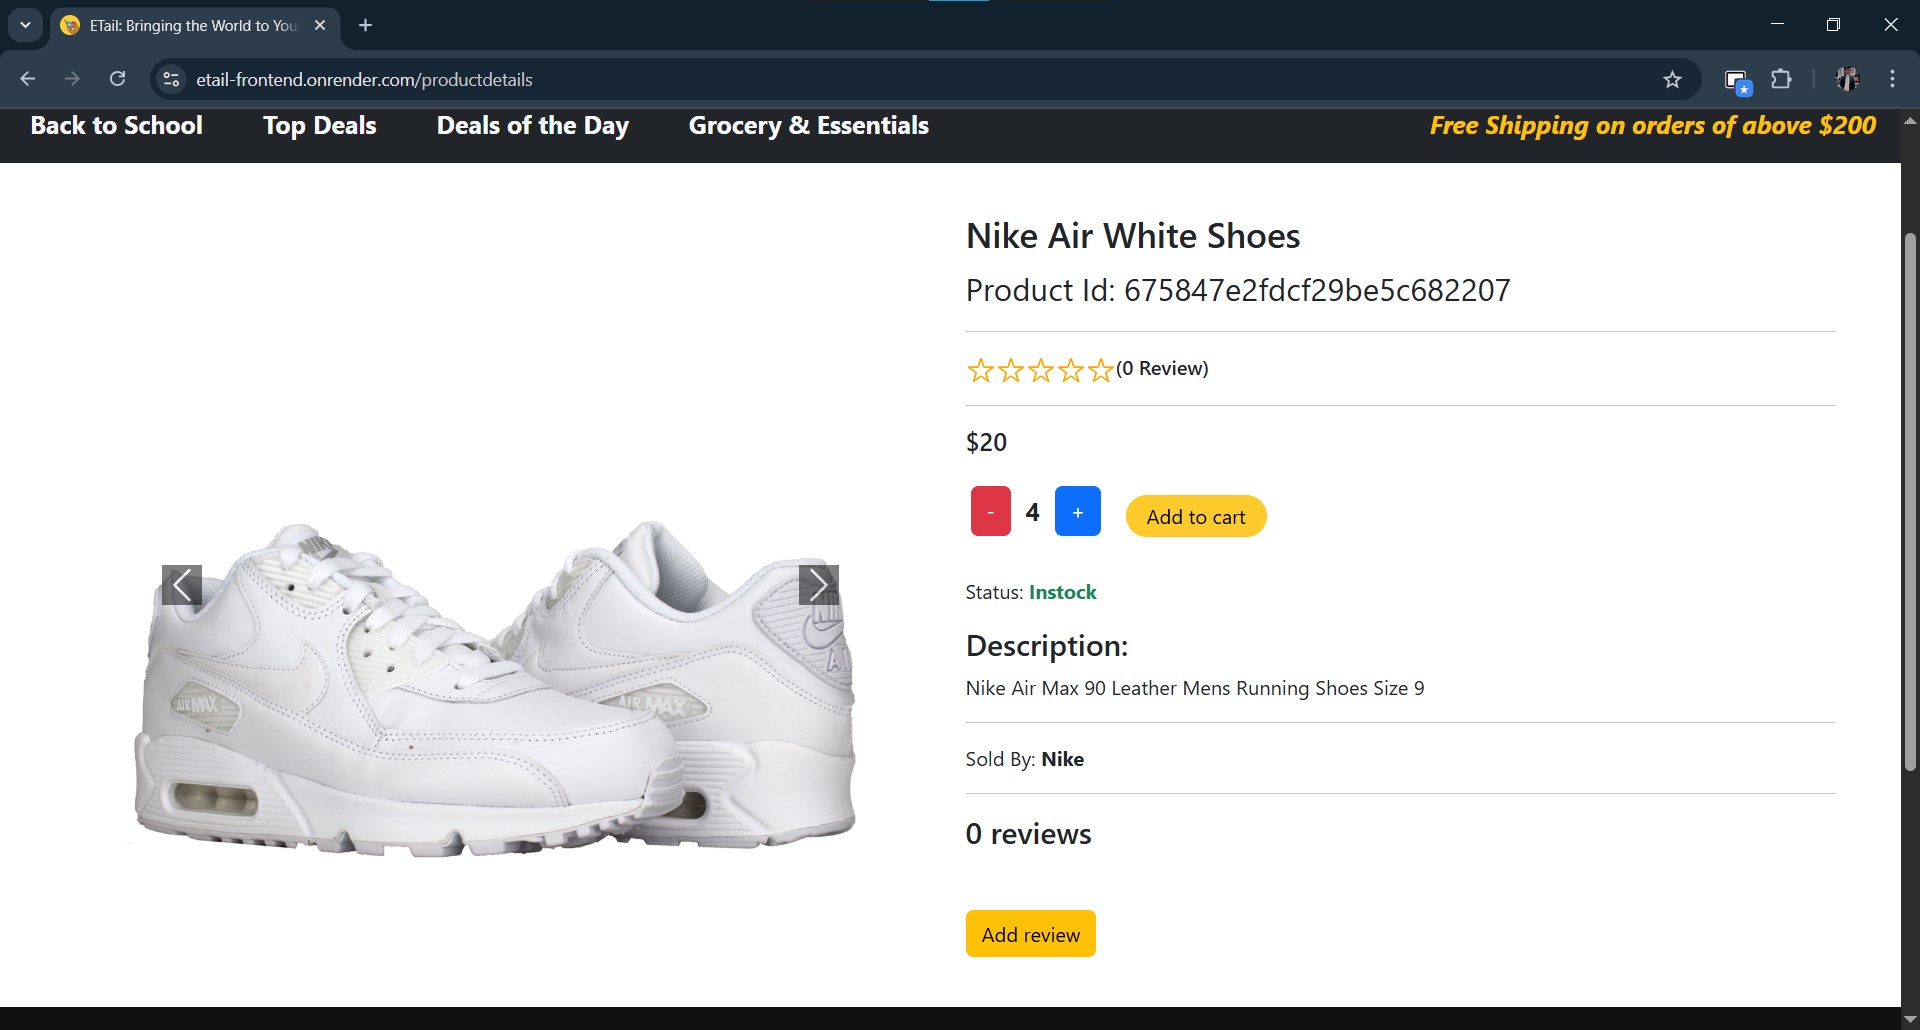 ETail: Bringing the World to You
etail-frontend.onrender.com/productdetails
Back to School Top Deals Deals of the Day Grocery & Essentials Free Shipping on orders of above $200
Nike Air White Shoes
Product Id: 675847e2fdcf29be5c682207
(0 Review)
$20
- 4 + Add to cart
Status: Instock
Description:
Nike Air Max 90 Leather Mens Running Shoes Size 9
Sold By: Nike
0 reviews
Add review
NIKE
AIR MAX
AIR MAX